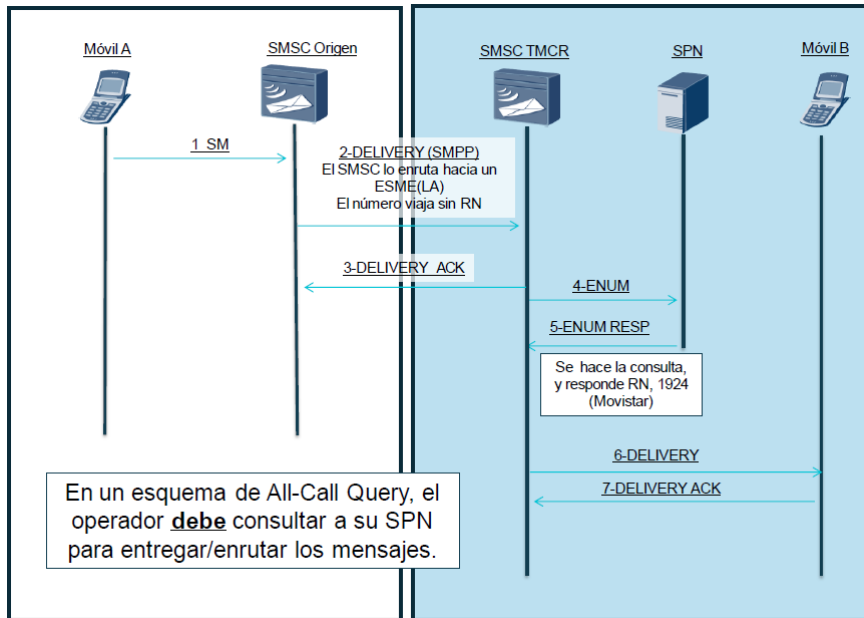 Móvil A
SMSC Origen
SMSC TMCR
SPN
Móvil B
1 SM
2-DELIVERY (SMPP)
El SMSC lo enruta hacia un
ESME(LA)
El número viaja sin RN
3-DELIVERY ACK
4-ENUM
5-ENUM RESP
Se hace la consulta,
y responde RN, 1924
(Movistar)
6-DELIVERY
7-DELIVERY ACK
En un esquema de All-Call Query, el
operador debe consultar a su SPN
para entregar/enrutar los mensajes.